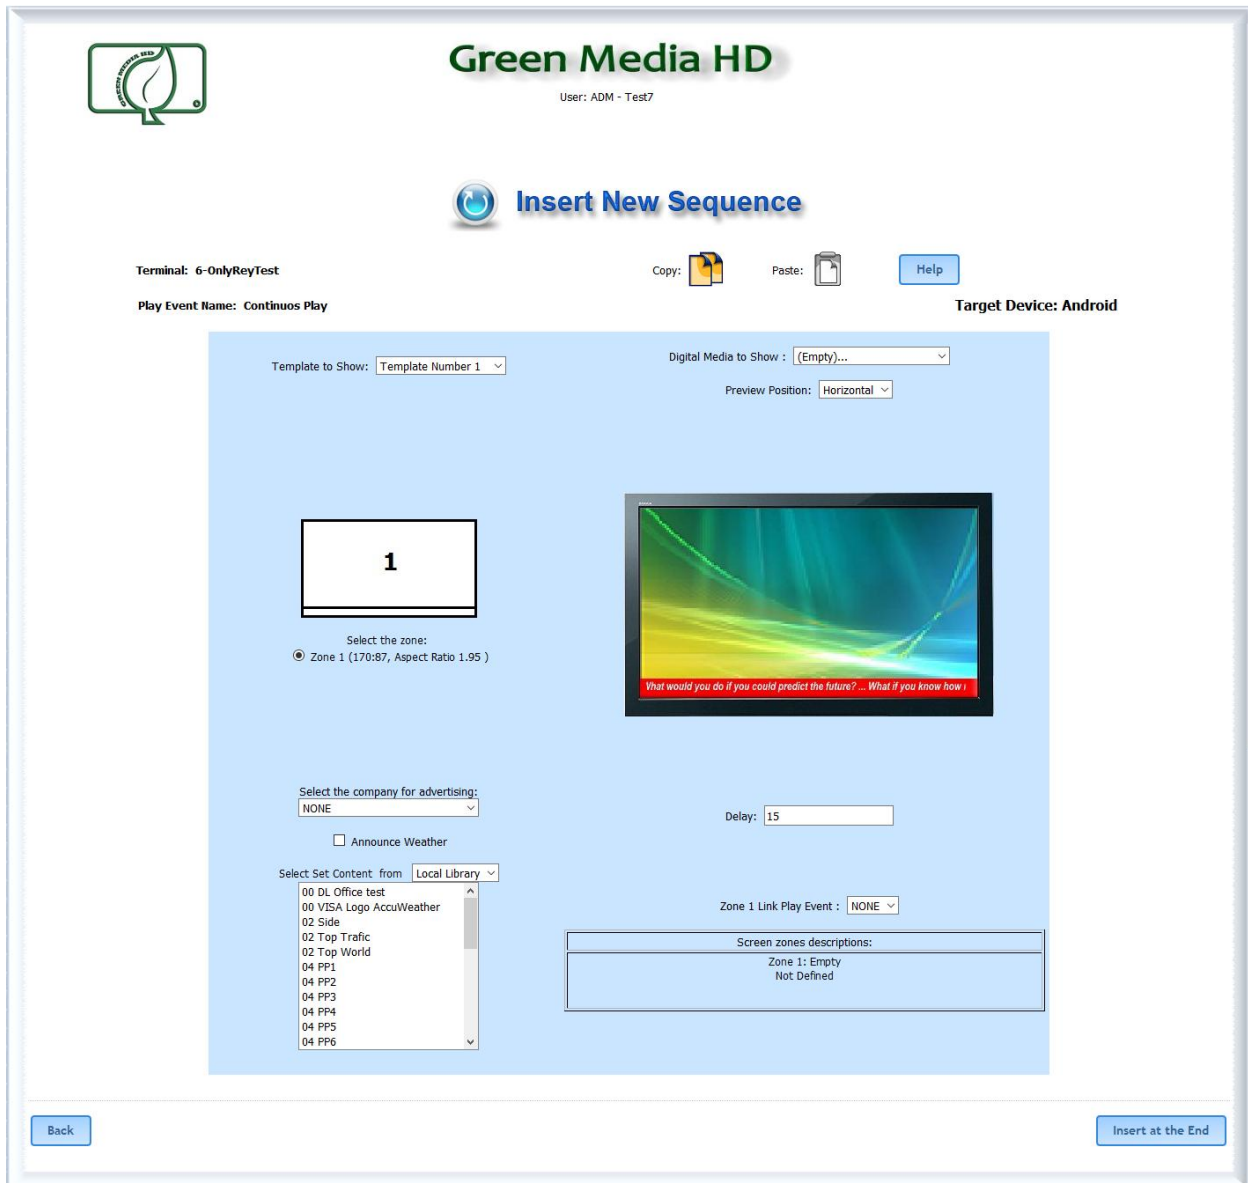 GREEN MEDIA HD
Green Media HD
User: ADM - Test7
Insert New Sequence
Terminal: 6-OnlyReyTest
Copy:
Paste:
Help
Play Event Name: Continuos Play
Target Device: Android
Template to Show: Template Number 1
Digital Media to Show : (Empty)...
Preview Position: Horizontal
1
Select the zone:
Zone 1 (170:87, Aspect Ratio 1.95 )
What would you do if you could predict the future? ... What if you know how
Select the company for advertising:
NONE
Delay: 15
Announce Weather
Select Set Content from Local Library
00 DL Office test
00 VISA Logo AccuWeather
02 Side
02 Top Trafic
02 Top World
04 PP1
04 PP2
04 PP3
04 PP4
04 PP5
04 PP6
Zone 1 Link Play Event : NONE
Screen zones descriptions:
Zone 1: Empty
Not Defined
Back
Insert at the End